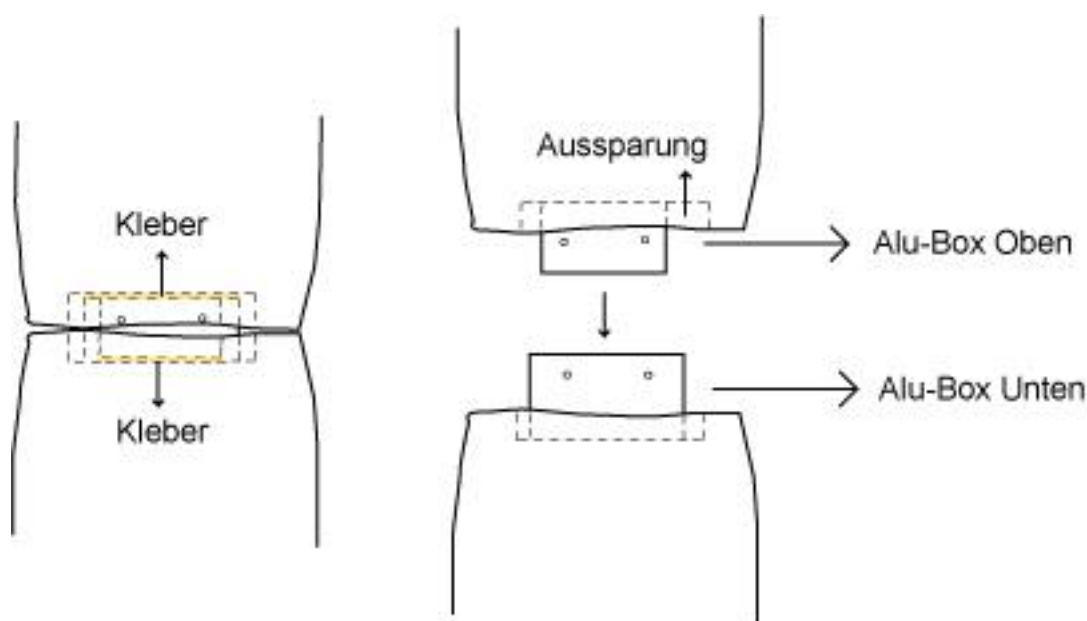 Kleber
Kleber
Aussparung
Alu-Box Oben
Alu-Box Unten